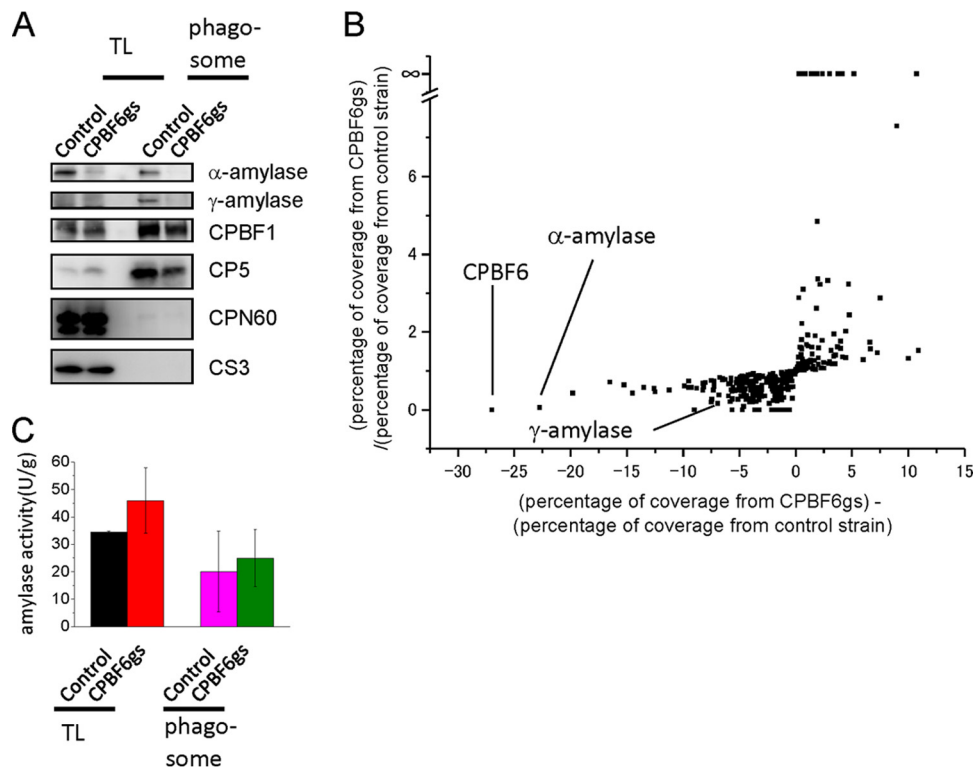 A
TL
phago-
some
Control
CPBF6gs
Control
CPBF6gs
α-amylase
γ-amylase
CPBF1
CP5
CPN60
CS3
B
(percentage of coverage from CPBF6gs)
/(percentage of coverage from control strain)
∞
6
4
2
0
CPBF6
α-amylase
γ-amylase
−30 −25 −20 −15 −10 −5 0 5 10 15
(percentage of coverage from CPBF6gs) -
(percentage of coverage from control strain)
C
amylase activity(U/g)
60
50
40
30
20
10
0
Control
CPBF6gs
Control
CPBF6gs
TL
phago-
some